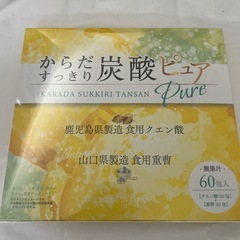 からだ
すっきり 炭酸ピュア
KARADA SUKKIRI TANSAN
Pure
鹿児島県製造 食用クエン酸
山口県製造 食用重曹
・無果汁・
60包入